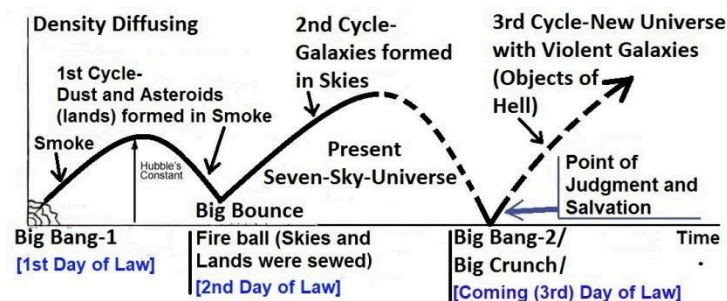 Density Diffusing
1st Cycle-
Dust and Asteroids
(lands) formed in Smoke
Smoke
Hubble's
Constant
2nd Cycle-
Galaxies formed
in Skies
Present
Seven-Sky-Universe
3rd Cycle-New Universe
with Violent Galaxies
(Objects of
Hell)
Point of
Judgment and
Salvation
Big Bounce
Big Bang-1
[1st Day of Law]
Fire ball (Skies and
Lands were sewed)
[2nd Day of Law]
Big Bang-2/
Big Crunch/
[Coming (3rd) Day of Law]
Time